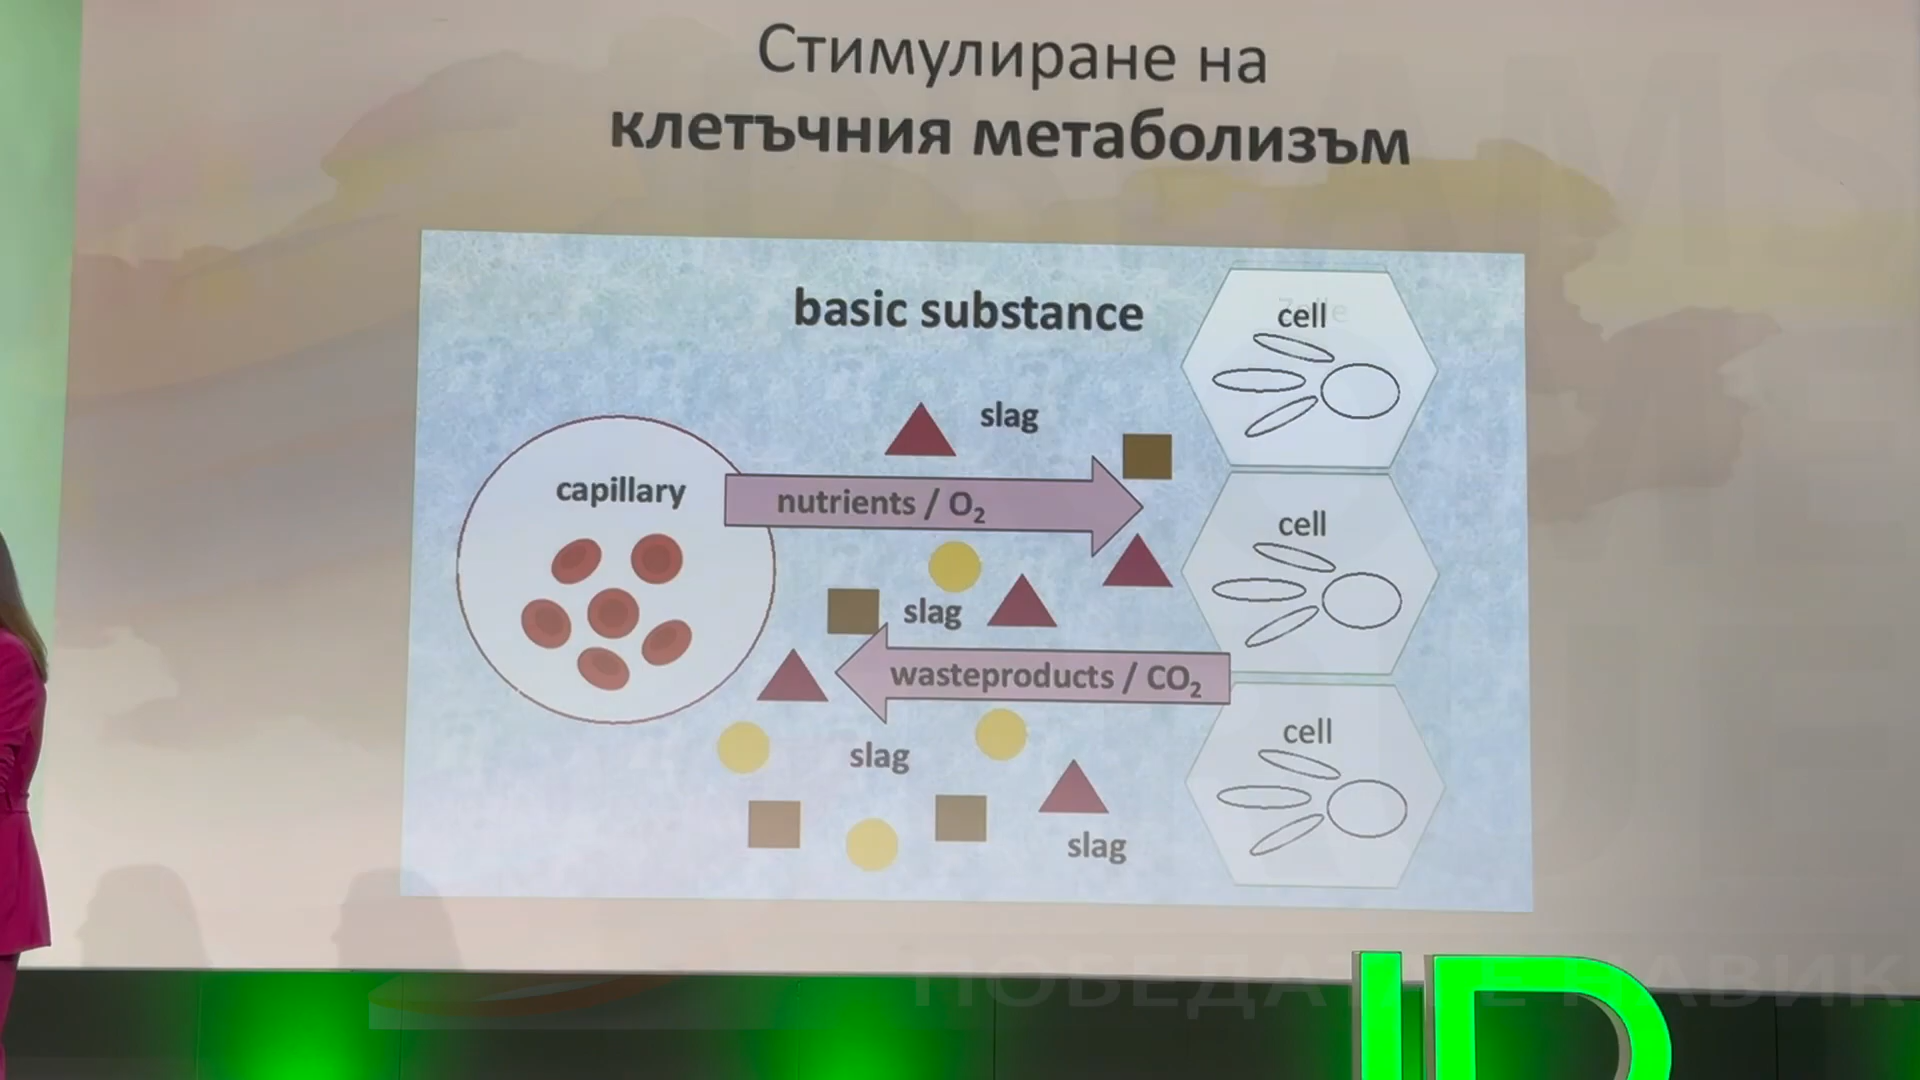 Стимулиране на
клетъчния метаболизъм
basic substance
cell
slag
capillary
nutrients / O₂
cell
slag
wasteproducts / CO₂
cell
slag
slag
ПОБЕДА